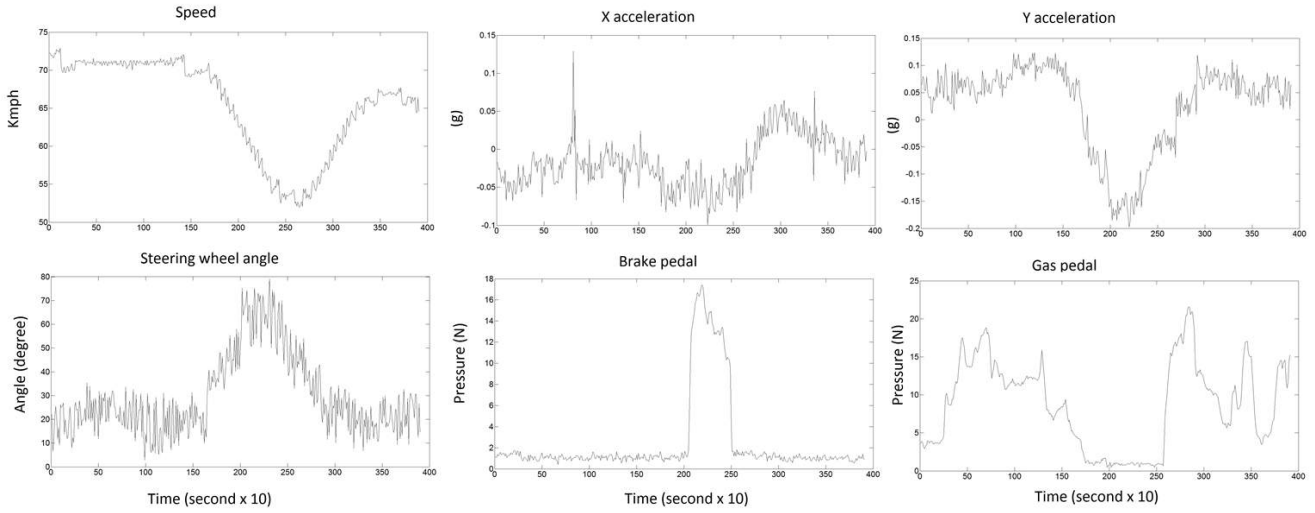 Speed
X acceleration
Y acceleration
75
70
65
60
55
50
Kmph
0 50 100 150 200 250 300 350 400
0.15
0.1
0.05
0
-0.05
-0.1
(g)
0 50 100 150 200 250 300 350 400
0.15
0.1
0.05
0
-0.05
-0.1
-0.15
-0.2
(g)
0 50 100 150 200 250 300 350 400
Steering wheel angle
Brake pedal
Gas pedal
80
70
60
50
40
30
20
10
0
Angle (degree)
0 50 100 150 200 250 300 350 400
Time (second x 10)
18
16
14
12
10
8
6
4
2
0
Pressure (N)
0 50 100 150 200 250 300 350 400
Time (second x 10)
25
20
15
10
5
0
Pressure (N)
0 50 100 150 200 250 300 350 400
Time (second x 10)